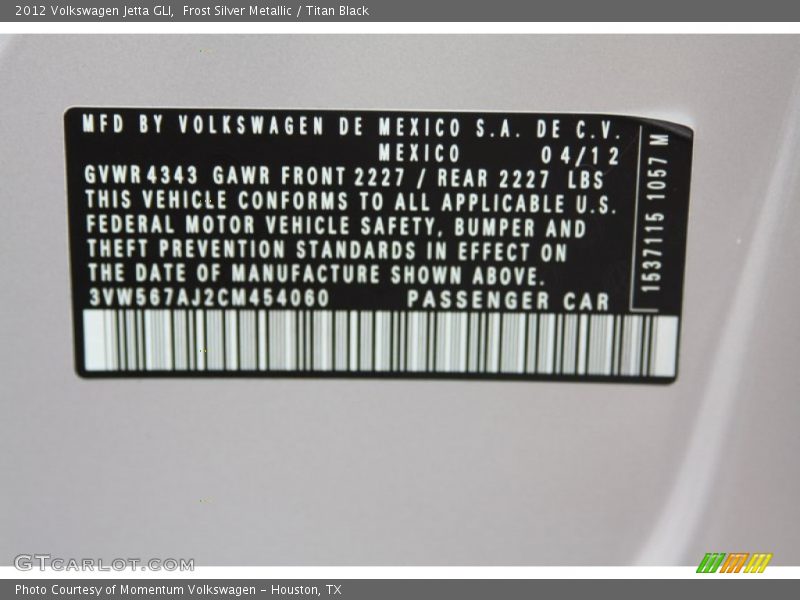 2012 Volkswagen Jetta GLI,  Frost Silver Metallic / Titan Black
MFD BY VOLKSWAGEN DE MEXICO S.A. DE C.V.
MEXICO 04/12
GVWR 4343 GAWR FRONT 2227 / REAR 2227 LBS
THIS VEHICLE CONFORMS TO ALL APPLICABLE U.S.
FEDERAL MOTOR VEHICLE SAFETY, BUMPER AND
THEFT PREVENTION STANDARDS IN EFFECT ON
THE DATE OF MANUFACTURE SHOWN ABOVE.
3VW567AJ2CM454060 PASSENGER CAR
1537115 1057 M
GTCARLOT.COM
Photo Courtesy of Momentum Volkswagen - Houston, TX